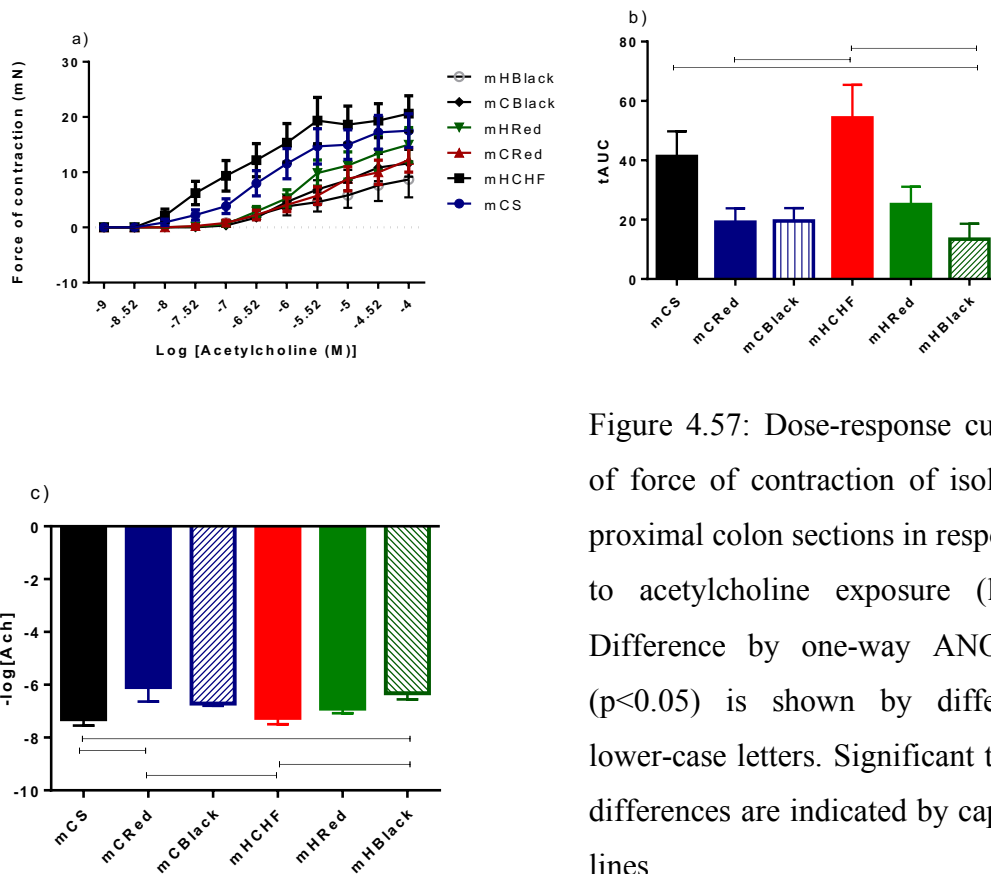 a)
Force of contraction (mN)
30
20
10
0
-10
-9
-8.52
-8
-7.52
-7
-6.52
-6
-5.52
-5
-4.52
-4
Log [Acetylcholine (M)]
mHBlack
mCBlack
mHRed
mCRed
mHCHF
mCS
b)
tAUC
80
60
40
20
0
mCS
mCRed
mCBlack
mHCHF
mHRed
mHBlack
c)
-log[Ach]
0
-2
-4
-6
-8
-10
mCS
mCRed
mCBlack
mHCHF
mHRed
mHBlack
Figure 4.57: Dose-response cu
of force of contraction of isol
proximal colon sections in respo
to acetylcholine exposure (
Difference by one-way ANO
(p<0.05) is shown by diffe
lower-case letters. Significant t
differences are indicated by cap
lines